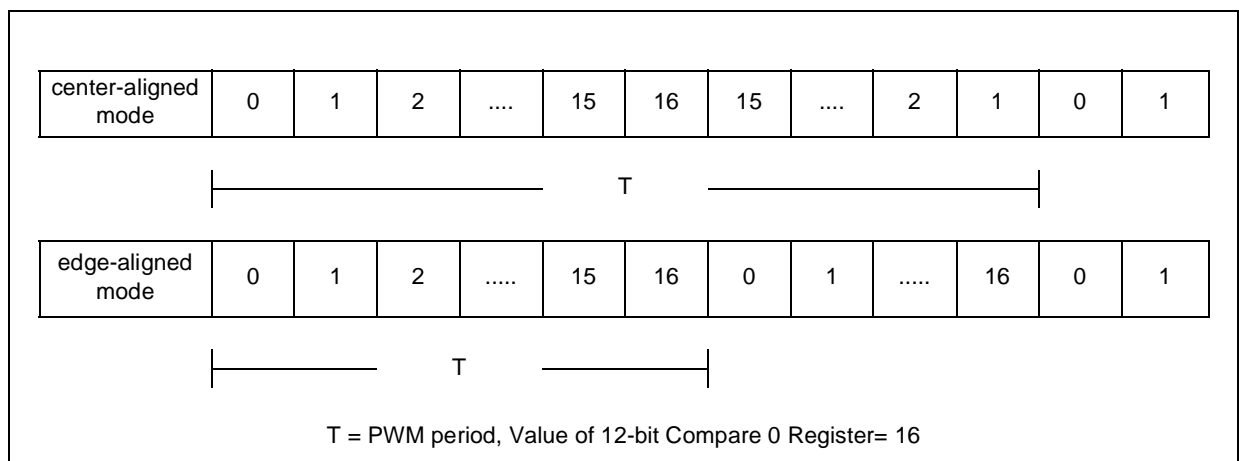 center-aligned
mode
0 1 2 .... 15 16 15 .... 2 1 0 1
T
edge-aligned
mode
0 1 2 ..... 15 16 0 1 ..... 16 0 1
T
T = PWM period, Value of 12-bit Compare 0 Register= 16